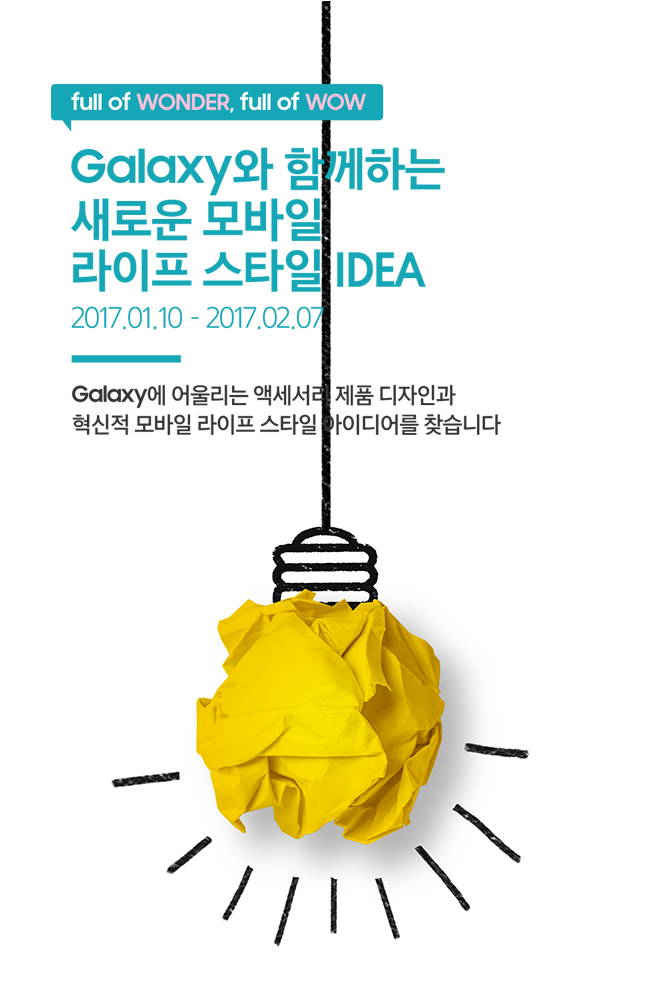 full of WONDER, full of WOW
Galaxy와 함께하는
새로운 모바일
라이프 스타일 IDEA
2017.01.10 - 2017.02.07
Galaxy에 어울리는 액세서리 제품 디자인과
혁신적 모바일 라이프 스타일 아이디어를 찾습니다